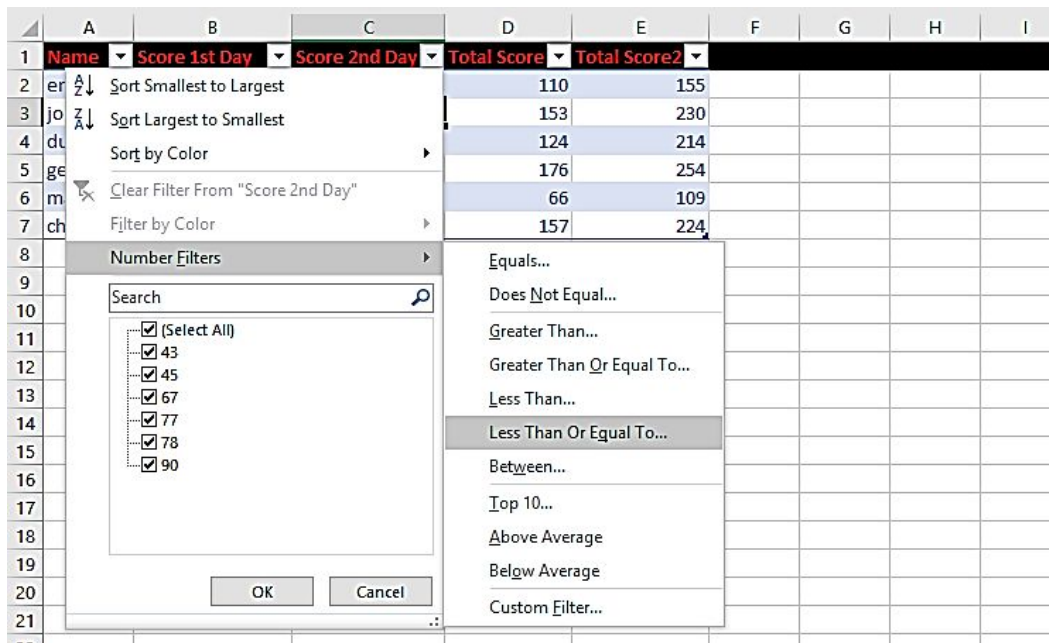 A B C D E F G H I
1 Name Score 1st Day Score 2nd Day Total Score Total Score2
2 er Sort Smallest to Largest 110 155
3 jo Sort Largest to Smallest 153 230
4 du Sort by Color 124 214
5 ge 176 254
6 m Clear Filter From "Score 2nd Day" 66 109
7 ch Filter by Color 157 224
8 Number Filters Equals...
9 Search Does Not Equal...
10 (Select All) Greater Than...
11 43 Greater Than Or Equal To...
12 45 Less Than...
13 67 Less Than Or Equal To...
14 77 Between...
15 78 Top 10...
16 90 Above Average
17 Below Average
18 Custom Filter...
19
20 OK Cancel
21